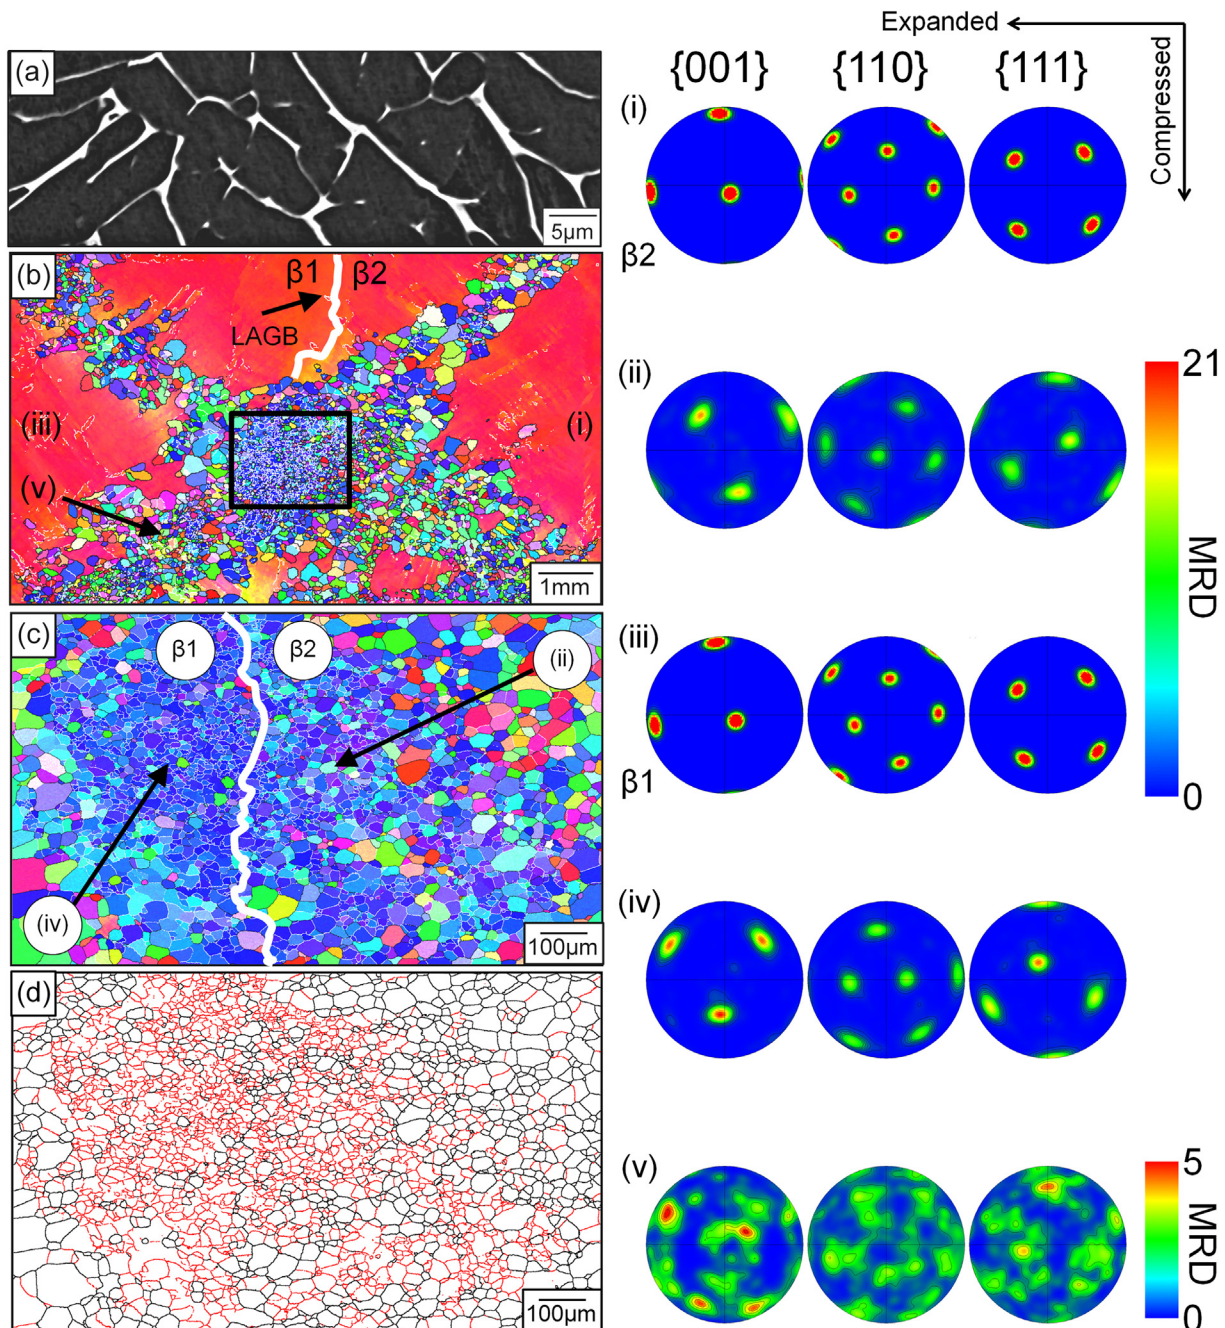 (a)
5μm
(b)
β1
β2
LAGB
(iii)
(i)
(v)
1mm
(c)
β1
β2
(ii)
(iv)
100μm
(d)
100μm
Expanded
Compressed
{001}
{110}
{111}
(i)
β2
(ii)
(iii)
β1
21
MRD
0
(iv)
(v)
5
MRD
0